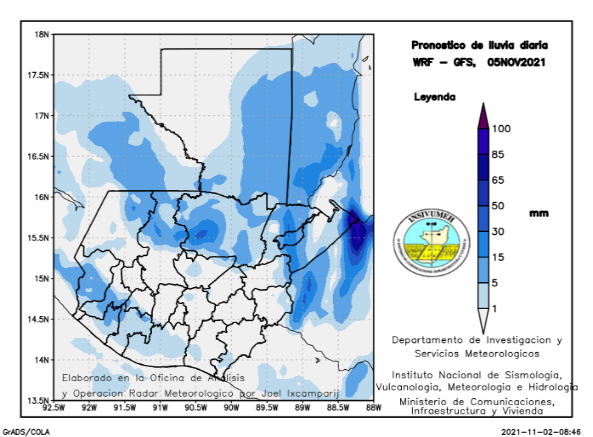 Pronostico de lluvia diaria
WRF – GFS, 05NOV2021
Leyenda
100
85
65
50
30
15
5
1
mm
INSIVUMEH
18N
17.5N
17N
16.5N
16N
15.5N
15N
14.5N
14N
13.5N
92.5W 92W 91.5W 91W 90.5W 90W 89.5W 89W 88.5W 88W
Elaborado en la Oficina de Análisis
y Operacion Radar Meteorologico por Joel Ixcamparij
Departamento de Investigacion y
Servicios Meteorologicos
Instituto Nacional de Sismologia,
Vulcanologia, Meteorologia e Hidrologia
Ministerio de Comunicaciones,
Infraestructura y Vivienda
GrADS/COLA
2021-11-02-08:46